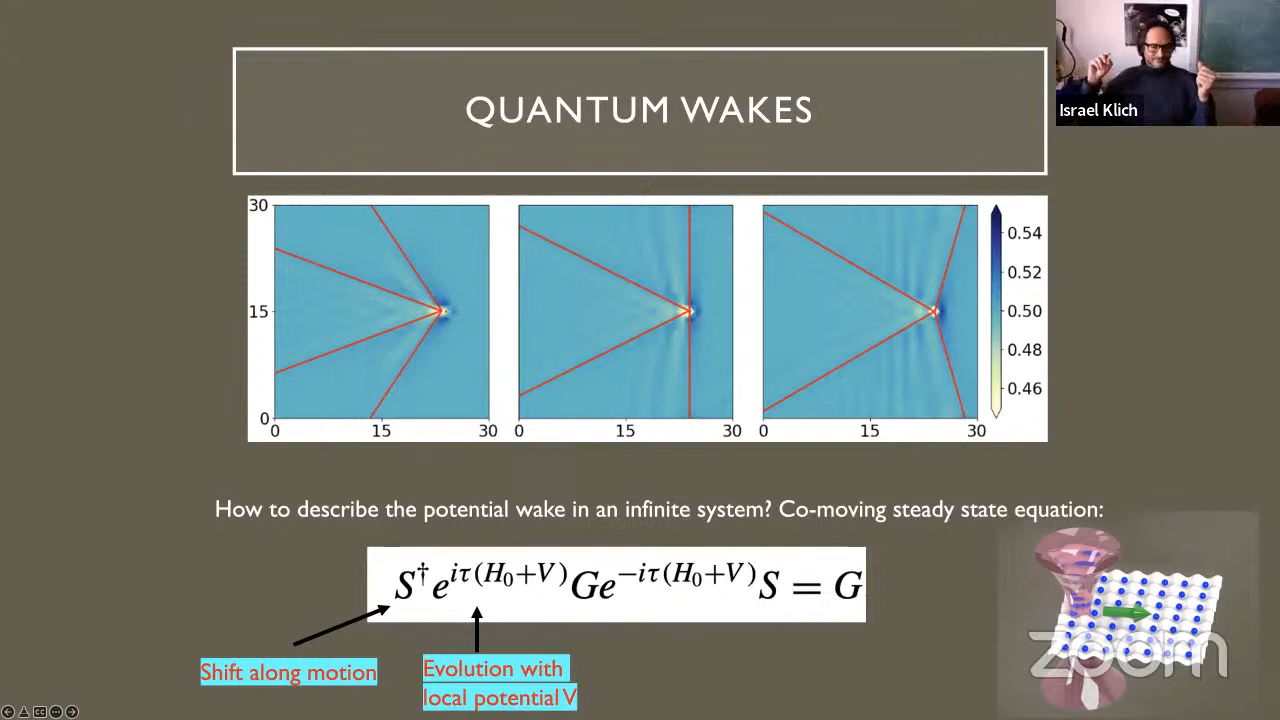 QUANTUM WAKES
Israel Klich
30
15
0
0 15 30
0 15 30
0 15 30
0.54
0.52
0.50
0.48
0.46
How to describe the potential wake in an infinite system? Co-moving steady state equation:
S†e^{iτ(H₀+V)}Ge^{−iτ(H₀+V)}S = G
Shift along motion
Evolution with
local potential V
zoom